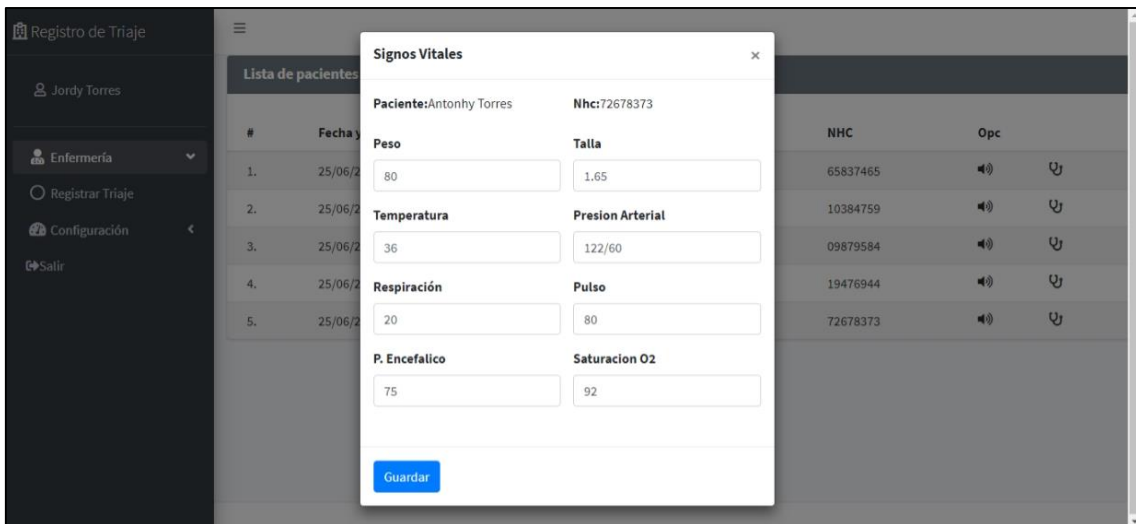 Registro de Triaje
Jordy Torres
Enfermería
Registrar Triaje
Configuración
Salir
Lista de pacientes
# Fecha y NHC Opc
1. 25/06/2 65837465
2. 25/06/2 10384759
3. 25/06/2 09879584
4. 25/06/2 19476944
5. 25/06/2 72678373
Signos Vitales ×
Paciente:Antonhy Torres Nhc:72678373
Peso Talla
80 1.65
Temperatura Presion Arterial
36 122/60
Respiración Pulso
20 80
P. Encefalico Saturacion O2
75 92
Guardar